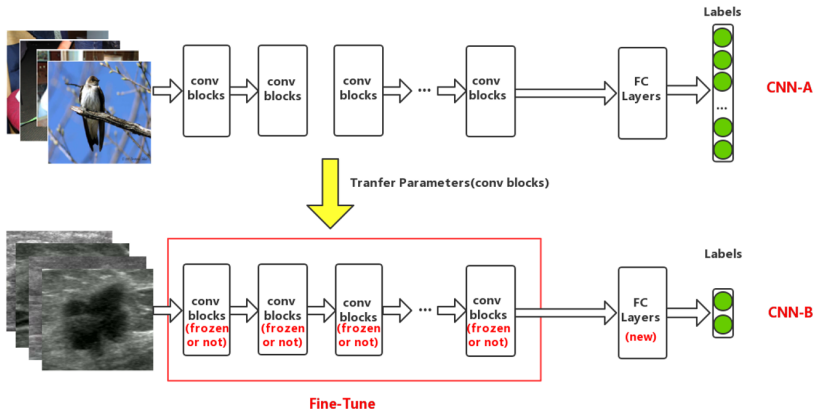 Labels
conv
blocks
conv
blocks
conv
blocks
...
conv
blocks
FC
Layers
...
CNN-A
Tranfer Parameters(conv blocks)
Labels
conv
blocks
(frozen
or not)
conv
blocks
(frozen
or not)
conv
blocks
(frozen
or not)
...
conv
blocks
(frozen
or not)
FC
Layers
(new)
CNN-B
Fine-Tune